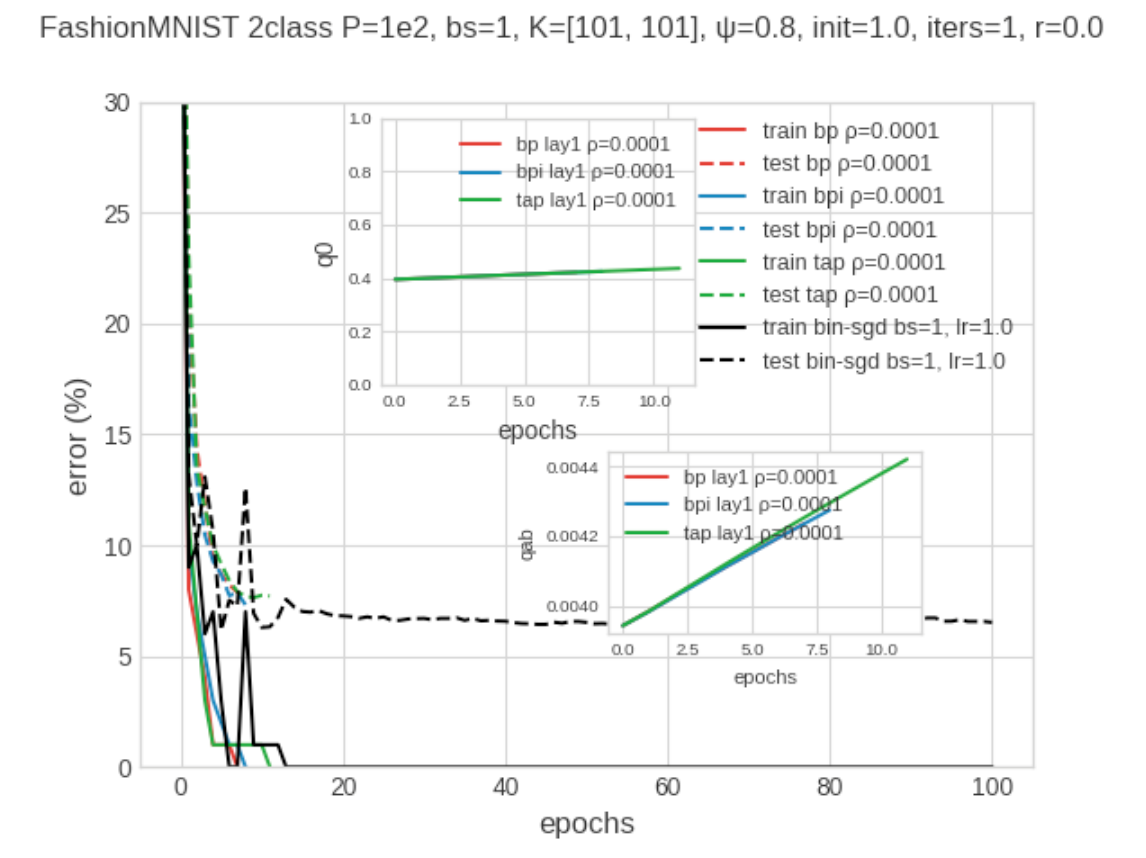 FashionMNIST 2class P=1e2, bs=1, K=[101, 101], ψ=0.8, init=1.0, iters=1, r=0.0
30
25
20
15
10
5
0
error (%)
0
20
40
60
80
100
epochs
train bp ρ=0.0001
test bp ρ=0.0001
train bpi ρ=0.0001
test bpi ρ=0.0001
train tap ρ=0.0001
test tap ρ=0.0001
train bin-sgd bs=1, lr=1.0
test bin-sgd bs=1, lr=1.0
1.0
0.8
0.6
0.4
0.2
0.0
q0
bp lay1 ρ=0.0001
bpi lay1 ρ=0.0001
tap lay1 ρ=0.0001
0.0
2.5
5.0
7.5
10.0
epochs
0.0044
0.0042
0.0040
qab
bp lay1 ρ=0.0001
bpi lay1 ρ=0.0001
tap lay1 ρ=0.0001
0.0
2.5
5.0
7.5
10.0
epochs